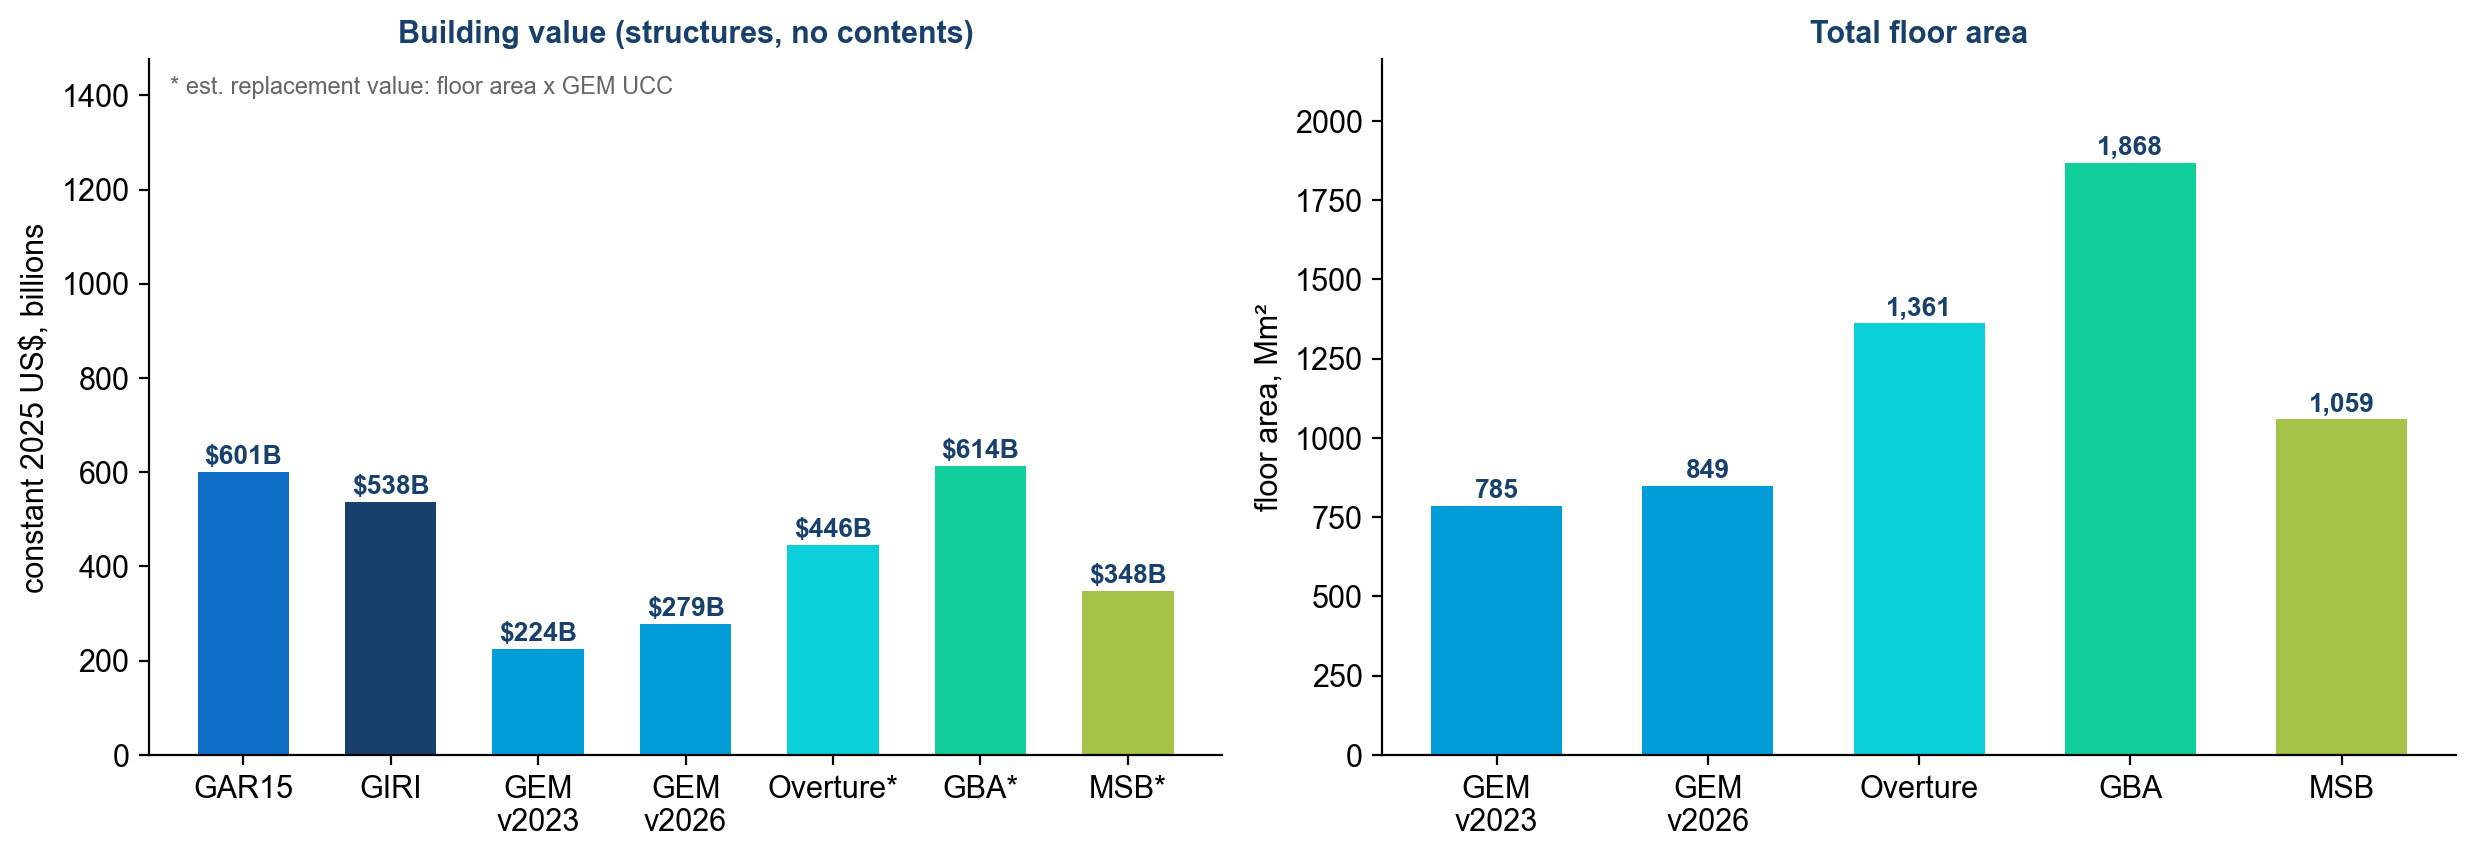 Building value (structures, no contents)
* est. replacement value: floor area x GEM UCC
constant 2025 US$, billions
1400
1200
1000
800
600
400
200
0
$601B
$538B
$224B
$279B
$446B
$614B
$348B
GAR15
GIRI
GEM
v2023
GEM
v2026
Overture*
GBA*
MSB*
Total floor area
floor area, Mm²
2000
1750
1500
1250
1000
750
500
250
0
785
849
1,361
1,868
1,059
GEM
v2023
GEM
v2026
Overture
GBA
MSB